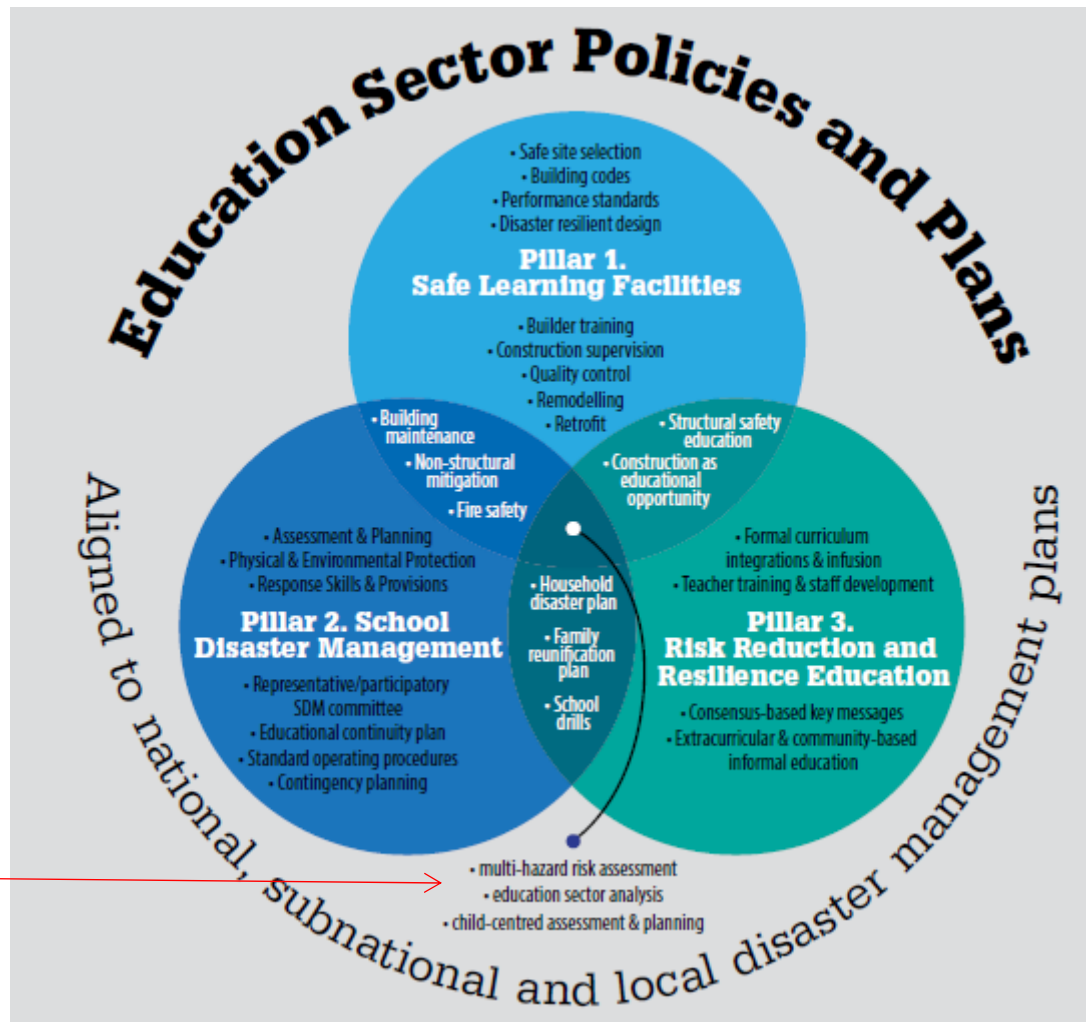 Education Sector Policies and Plans
• Safe site selection
• Building codes
• Performance standards
• Disaster resilient design
Pillar 1.
Safe Learning Facilities
• Builder training
• Construction supervision
• Quality control
• Remodelling
• Retrofit
• Building
maintenance
• Non-structural
mitigation
• Fire safety
• Structural safety
education
• Construction as
educational
opportunity
• Assessment & Planning
• Physical & Environmental Protection
• Response Skills & Provisions
Pillar 2. School
Disaster Management
• Representative/participatory
SDM committee
• Educational continuity plan
• Standard operating procedures
• Contingency planning
• Household
disaster plan
• Family
reunification
plan
• School
drills
• Formal curriculum
integrations & infusion
• Teacher training & staff development
Pillar 3.
Risk Reduction and
Resilience Education
• Consensus-based key messages
• Extracurricular & community-based
informal education
• multi-hazard risk assessment
• education sector analysis
• child-centred assessment & planning
Aligned to national, subnational and local disaster management plans